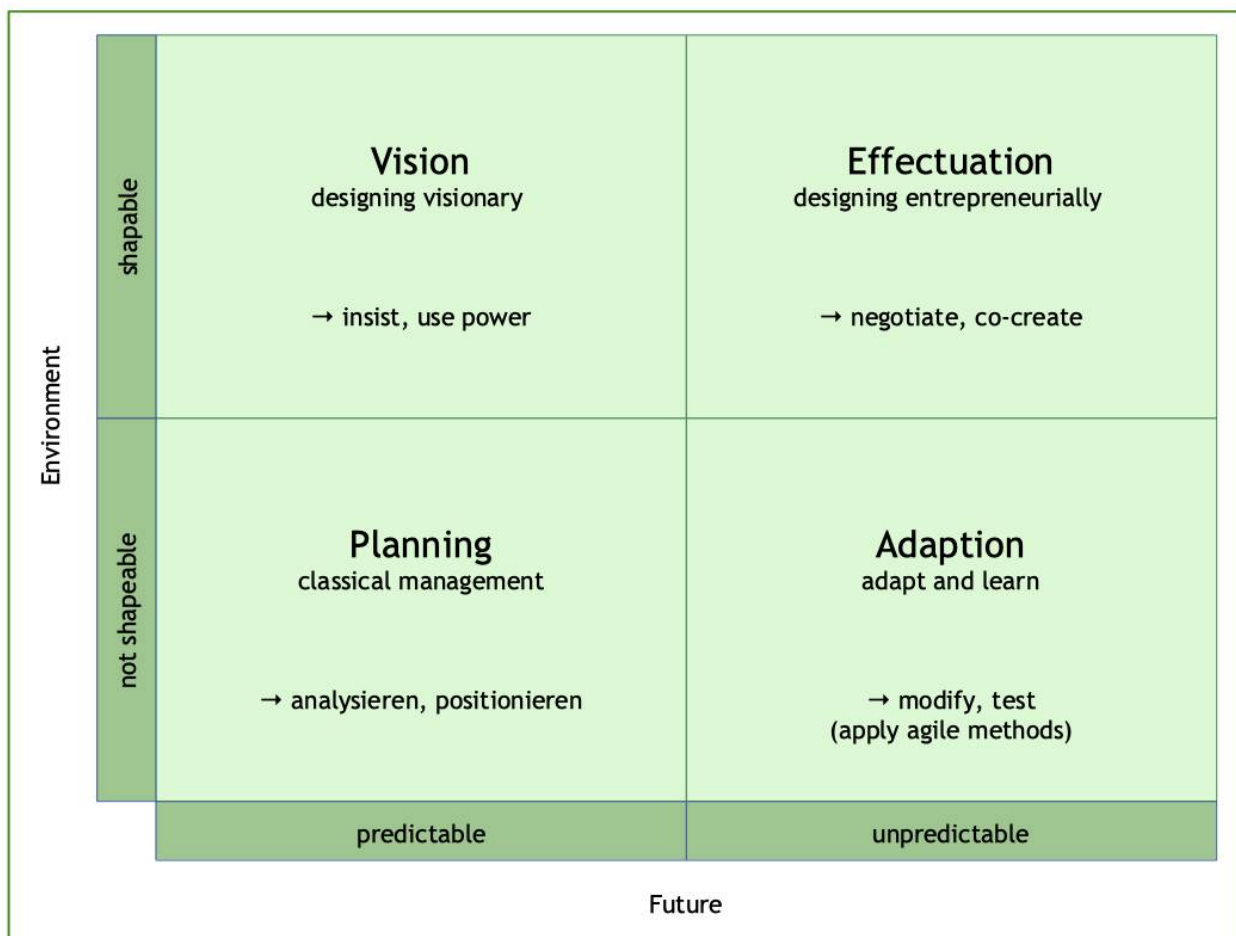 Environment
shapable
Vision
designing visionary
→ insist, use power
Effectuation
designing entrepreneurially
→ negotiate, co-create
not shapeable
Planning
classical management
→ analysieren, positionieren
Adaption
adapt and learn
→ modify, test
(apply agile methods)
predictable
unpredictable
Future